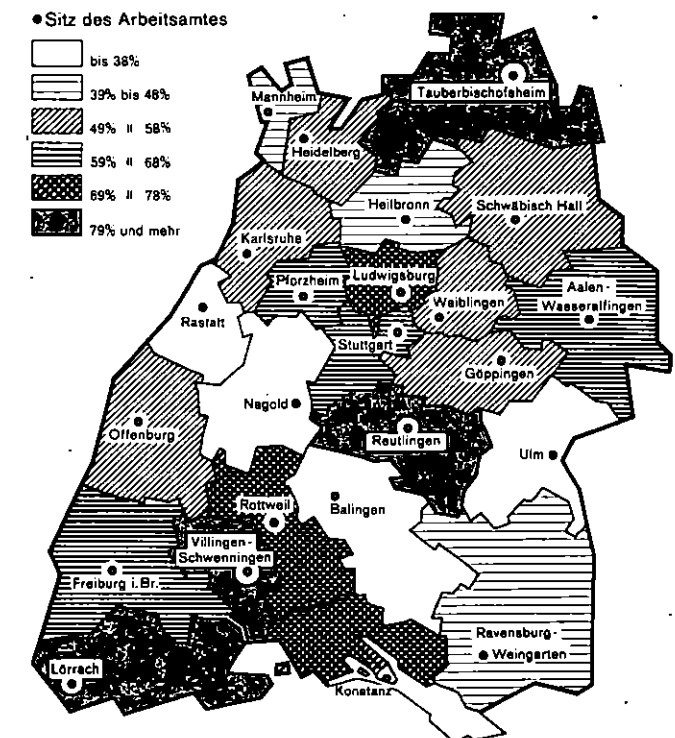 ● Sitz des Arbeitsamtes
bis 38%
39% bis 48%
49% " 58%
59% " 68%
69% " 78%
79% und mehr
Tauberbischofsheim
Mannheim
Heidelberg
Heilbronn
Schwäbisch Hall
Karlsruhe
Pforzheim
Ludwigsburg
Waiblingen
Aalen-
Wasseralfingen
Rastatt
Stuttgart
Göppingen
Nagold
Offenburg
Reutlingen
Ulm
Rottweil
Balingen
Villingen-
Schwenningen
Freiburg i.Br.
Ravensburg-
Weingarten
Lörrach
Konstanz